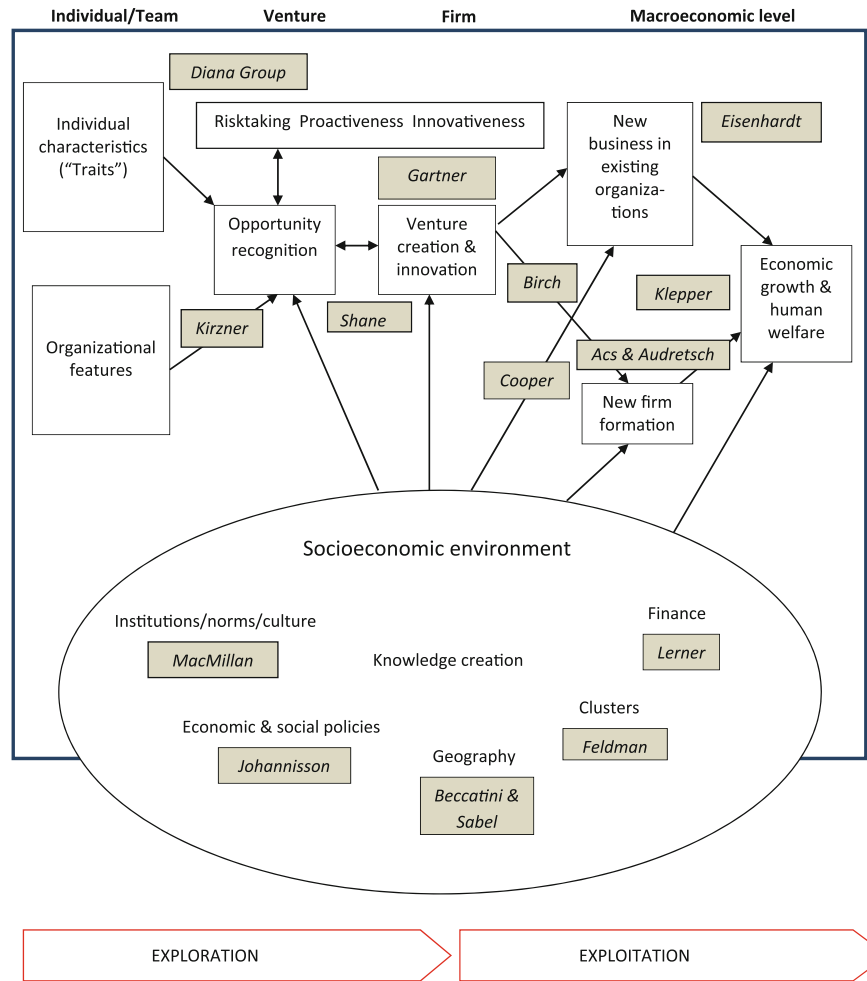 Individual/Team Venture Firm Macroeconomic level
Diana Group
Individual
characteristics
(“Traits”)
Risktaking Proactiveness Innovativeness
New
business in
existing
organiza-
tions
Eisenhardt
Gartner
Opportunity
recognition
Venture
creation &
innovation
Economic
growth &
human
welfare
Birch
Klepper
Organizational
features
Kirzner
Shane
Acs & Audretsch
Cooper
New firm
formation
Socioeconomic environment
Institutions/norms/culture
MacMillan
Knowledge creation
Finance
Lerner
Economic & social policies
Johannisson
Clusters
Feldman
Geography
Beccatini &
Sabel
EXPLORATION
EXPLOITATION